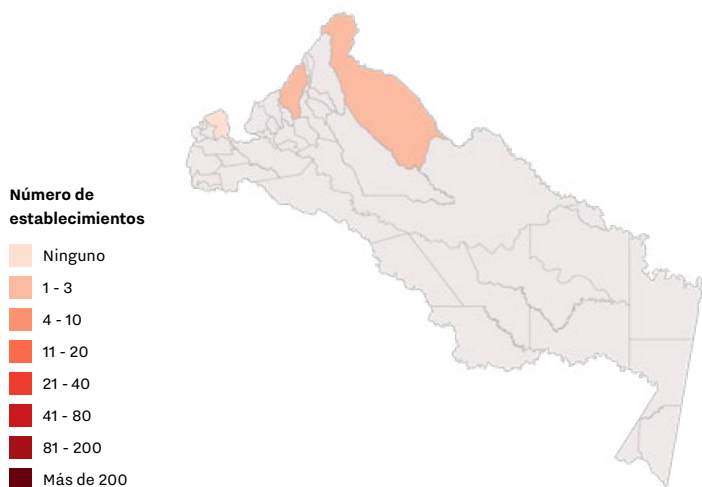 Número de
establecimientos
Ninguno
1 - 3
4 - 10
11 - 20
21 - 40
41 - 80
81 - 200
Más de 200